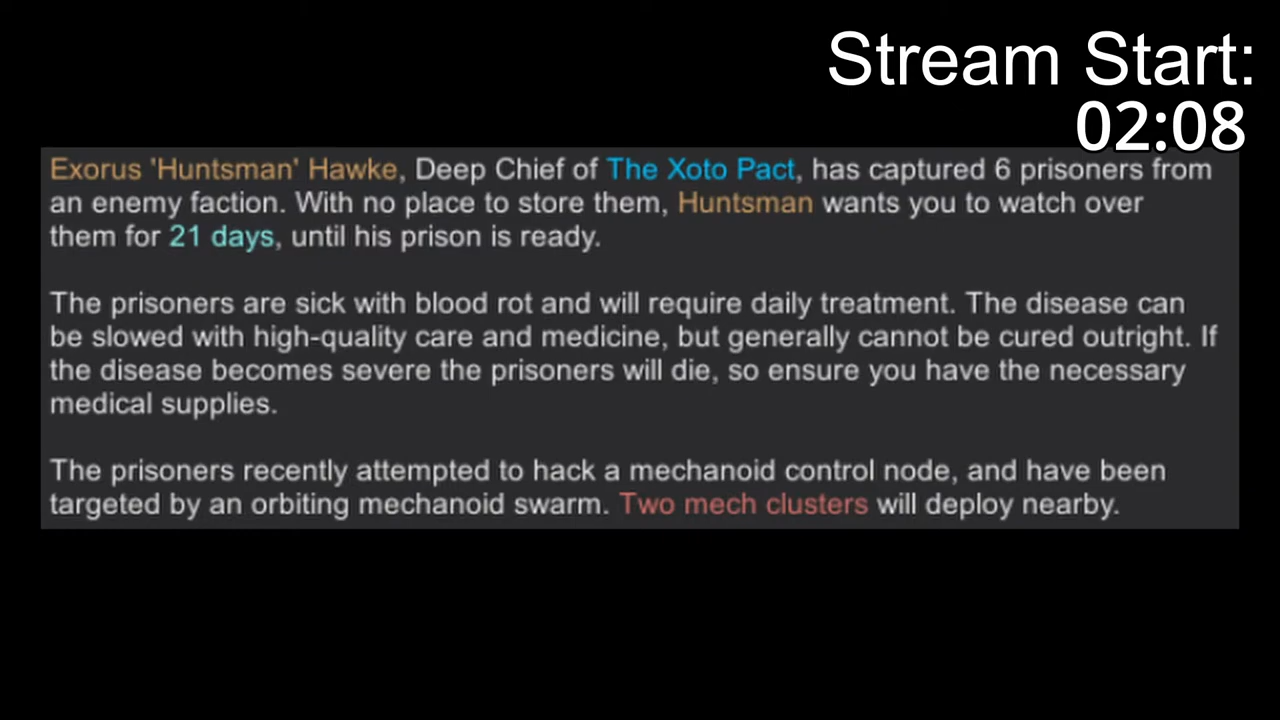 Stream Start:
02:08
Exorus 'Huntsman' Hawke, Deep Chief of The Xoto Pact, has captured 6 prisoners from
an enemy faction. With no place to store them, Huntsman wants you to watch over
them for 21 days, until his prison is ready.
The prisoners are sick with blood rot and will require daily treatment. The disease can
be slowed with high-quality care and medicine, but generally cannot be cured outright. If
the disease becomes severe the prisoners will die, so ensure you have the necessary
medical supplies.
The prisoners recently attempted to hack a mechanoid control node, and have been
targeted by an orbiting mechanoid swarm. Two mech clusters will deploy nearby.